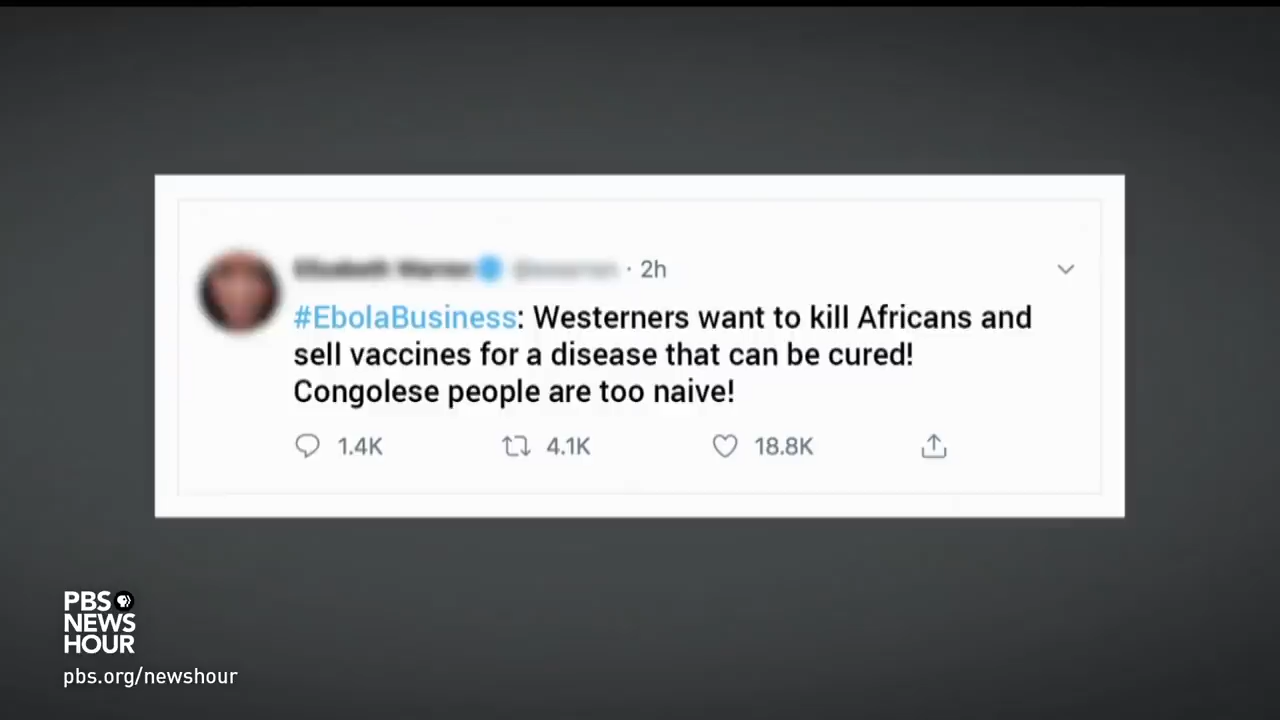 · 2h
#EbolaBusiness: Westerners want to kill Africans and
sell vaccines for a disease that can be cured!
Congolese people are too naive!
1.4K 4.1K 18.8K
PBS
NEWS
HOUR
pbs.org/newshour